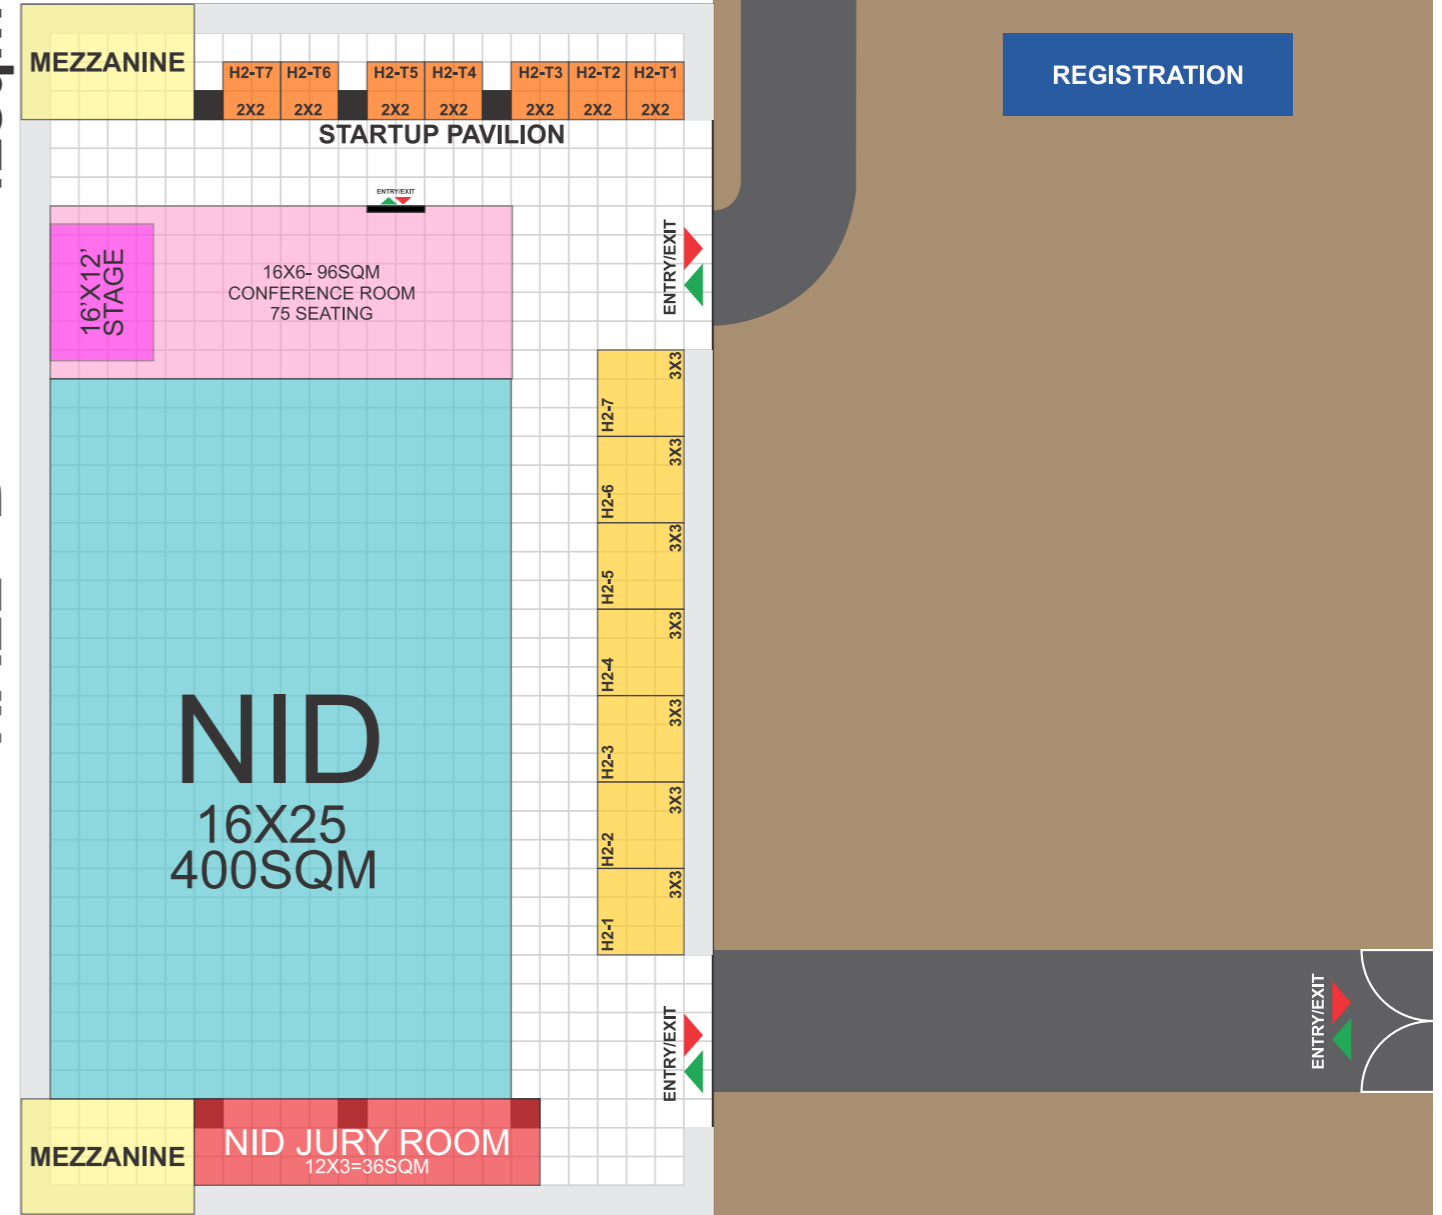 MEZZANINE
H2-T7 H2-T6 H2-T5 H2-T4 H2-T3 H2-T2 H2-T1
2X2 2X2 2X2 2X2 2X2 2X2 2X2
STARTUP PAVILION
REGISTRATION
ENTRY/EXIT
16'X12'
STAGE
16X6- 96SQM
CONFERENCE ROOM
75 SEATING
ENTRY/EXIT
H2-7 3X3
H2-6 3X3
H2-5 3X3
H2-4 3X3
H2-3 3X3
H2-2 3X3
H2-1 3X3
NID
16X25
400SQM
ENTRY/EXIT
ENTRY/EXIT
MEZZANINE
NID JURY ROOM
12X3=36SQM